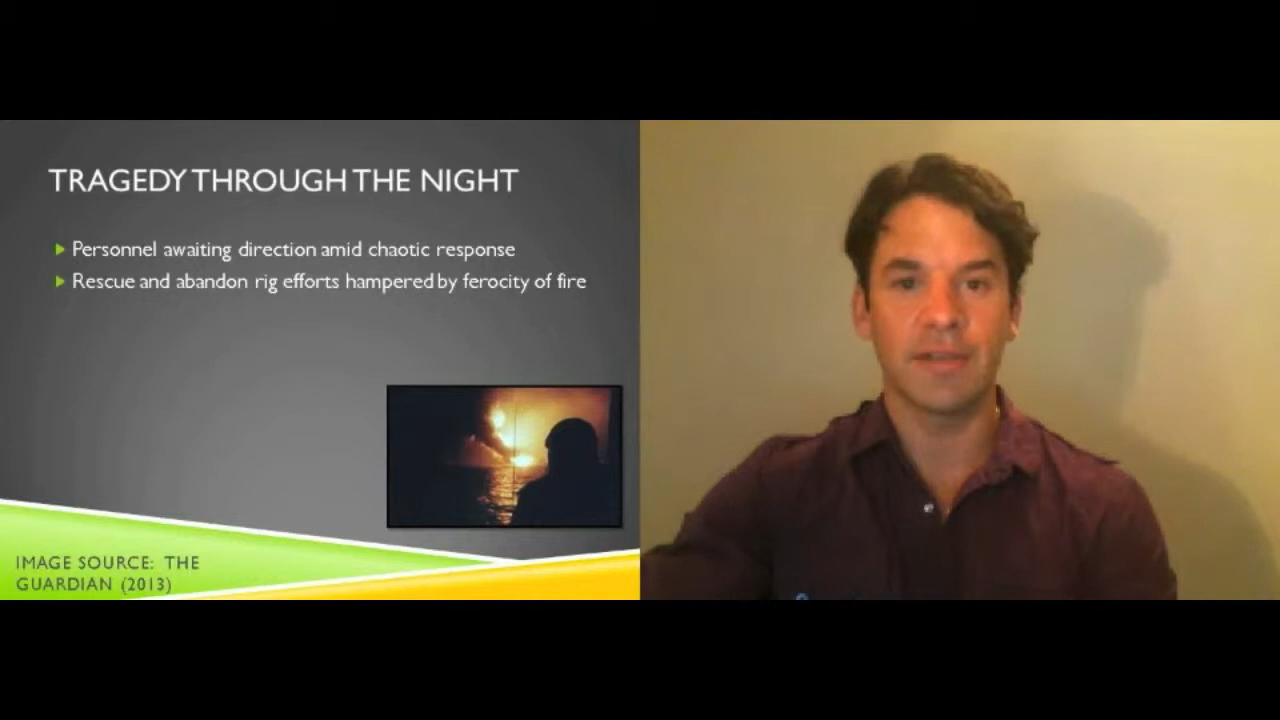 TRAGEDY THROUGH THE NIGHT
Personnel awaiting direction amid chaotic response
Rescue and abandon rig efforts hampered by ferocity of fire
IMAGE SOURCE: THE
GUARDIAN (2013)